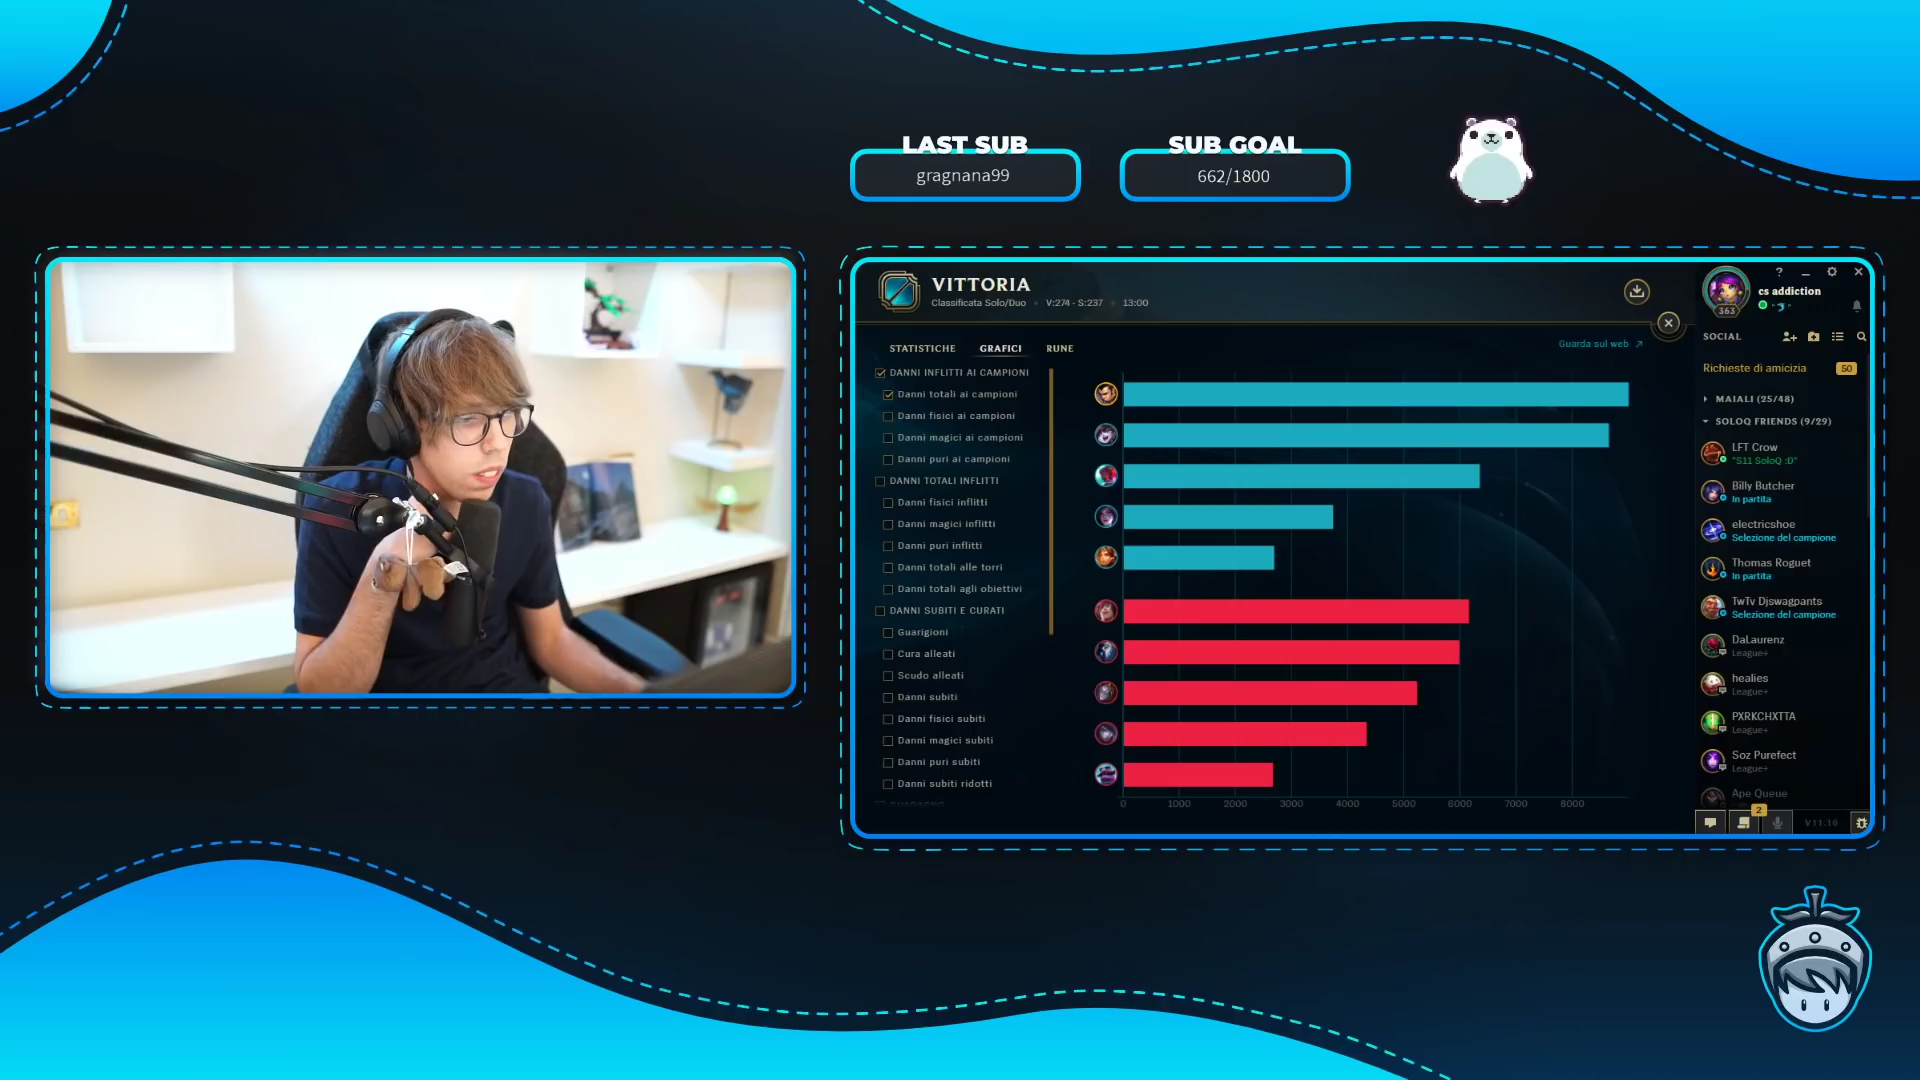 LAST SUB
gragnana99
SUB GOAL
662/1800
VITTORIA
Classificata Solo/Duo • V:274 - S:237 • 13:00
STATISTICHE GRAFICI RUNE
Guarda sul web
DANNI INFLITTI AI CAMPIONI
Danni totali ai campioni
Danni fisici ai campioni
Danni magici ai campioni
Danni puri ai campioni
DANNI TOTALI INFLITTI
Danni fisici inflitti
Danni magici inflitti
Danni puri inflitti
Danni totali alle torri
Danni totali agli obiettivi
DANNI SUBITI E CURATI
Guarigioni
Cura alleati
Scudo alleati
Danni subiti
Danni fisici subiti
Danni magici subiti
Danni puri subiti
Danni subiti ridotti
0 1000 2000 3000 4000 5000 6000 7000 8000
363
cs addiction
SOCIAL
Richieste di amicizia 50
MAIALI (25/48)
SOLOQ FRIENDS (9/29)
LFT Crow
"S11 SoloQ :D"
Billy Butcher
In partita
electricshoe
Selezione del campione
Thomas Roguet
In partita
TwTv Djswagpants
Selezione del campione
DaLaurenz
League+
healies
League+
PXRKCHXTTA
League+
Soz Purefect
League+
Ape Queue
2
V11.10